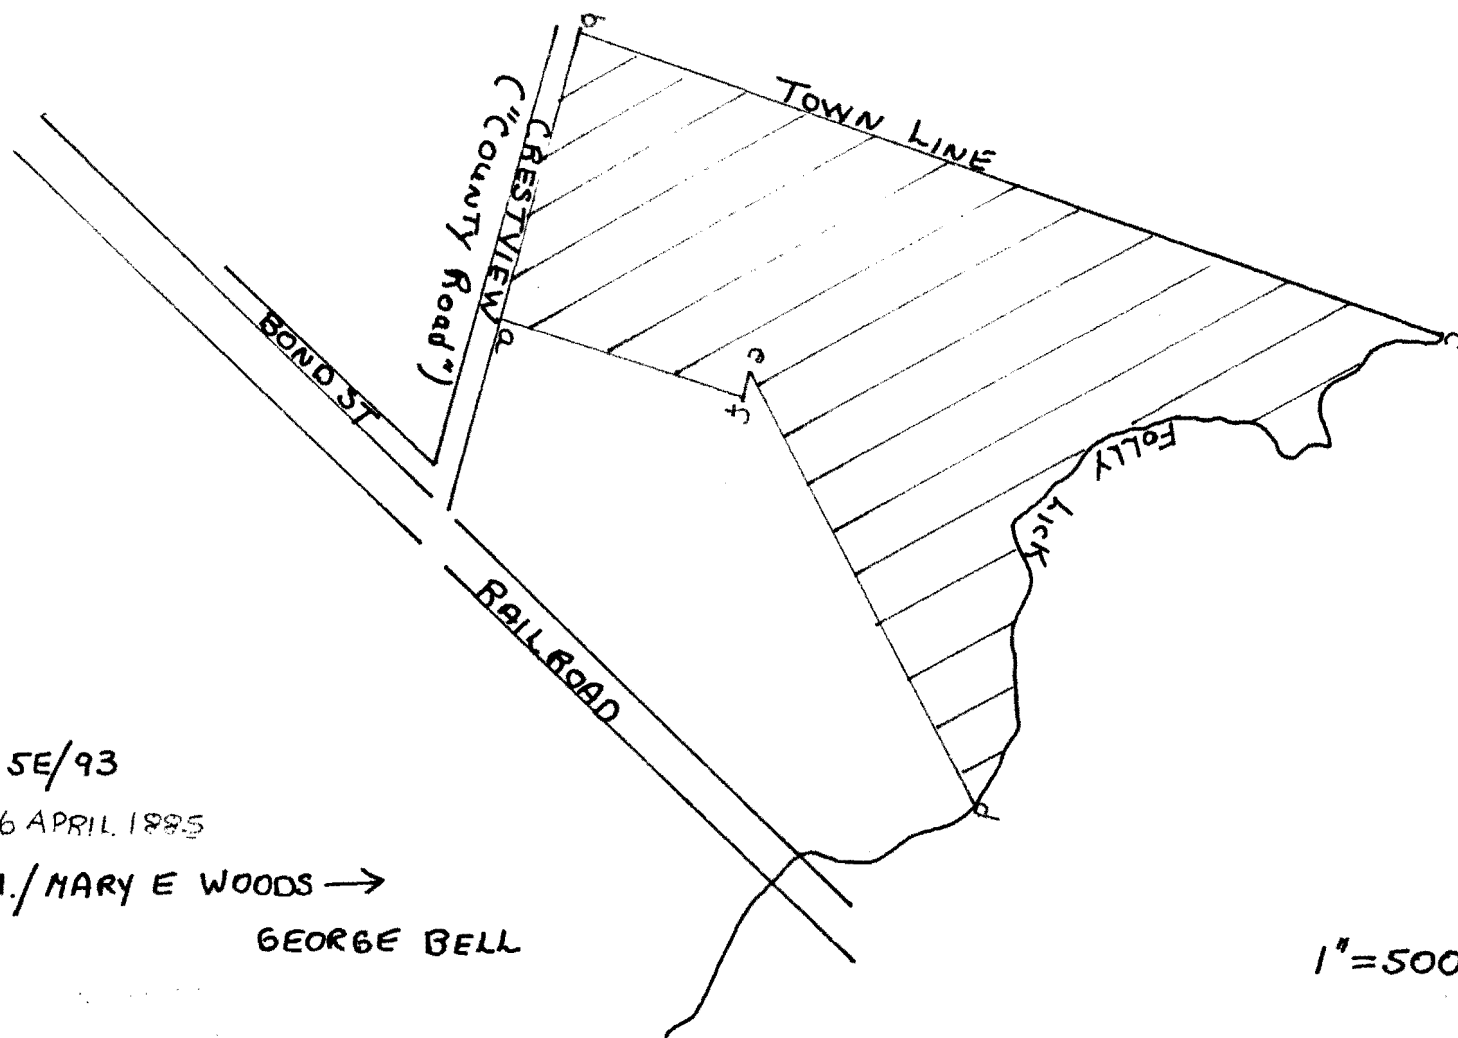 b
TOWN LINE
CRESTVIEW
("COUNTY Road")
a
BOND ST
e
f
c
FOLLY
LICK
RAILROAD
d
5E/93
6 APRIL 1885
./MARY E WOODS →
GEORGE BELL
1"=500